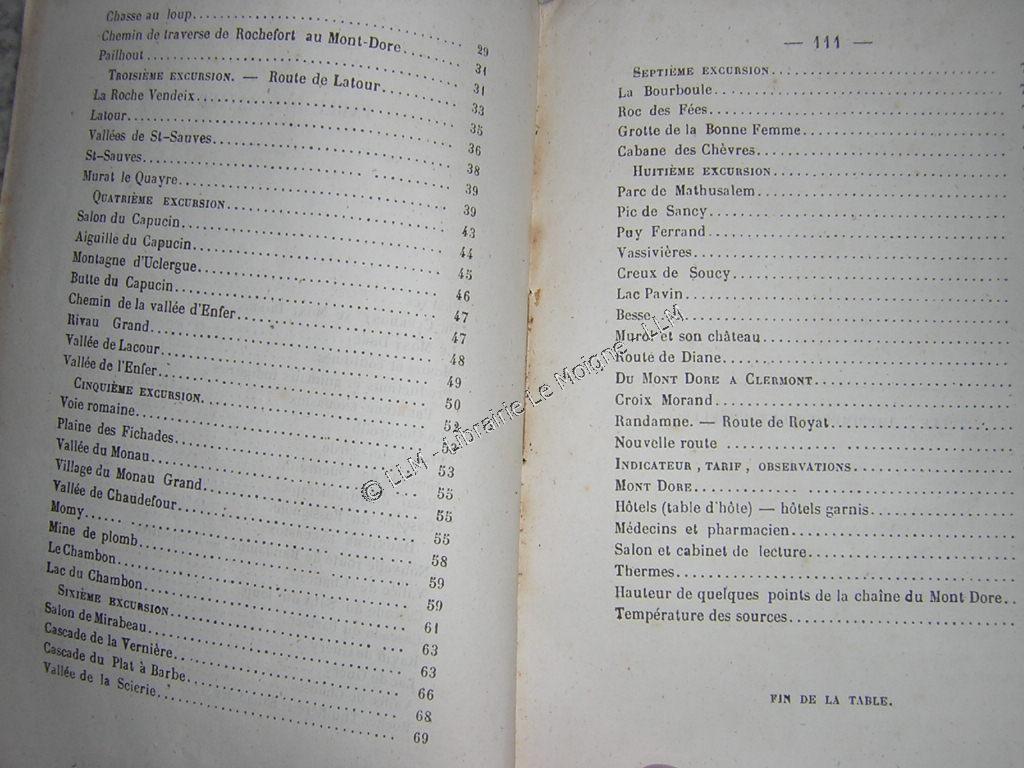 Chasse au loup.................... 29
Chemin de traverse de Rochefort au Mont-Dore....... 31
Pailhout.................... 31
TROISIÈME EXCURSION. — Route de Latour........ 33
La Roche Vendeix.................... 35
Latour.................... 36
Vallées de St-Sauves.................... 38
St-Sauves.................... 39
Murat le Quayre.................... 39
QUATRIÈME EXCURSION.................... 43
Salon du Capucin.................... 44
Aiguille du Capucin.................... 45
Montagne d'Uclergue.................... 46
Butte du Capucin.................... 47
Chemin de la vallée d'Enfer.................... 47
Rivau Grand.................... 48
Vallée de Lacour.................... 49
Vallée de l'Enfer.................... 50
CINQUIÈME EXCURSION.................... 52
Voie romaine.................... 52
Plaine des Fichades.................... 53
Vallée du Monau.................... 55
Village du Monau Grand.................... 55
Vallée de Chaudefour.................... 55
Momy.................... 58
Mine de plomb.................... 59
Le Chambon.................... 59
Lac du Chambon.................... 61
SIXIÈME EXCURSION.................... 63
Salon de Mirabeau.................... 63
Cascade de la Vernière.................... 66
Cascade du Plat à Barbe.................... 68
Vallée de la Scierie.................... 69
— 111 —
SEPTIÈME EXCURSION....................
La Bourboule....................
Roc des Fées....................
Grotte de la Bonne Femme....................
Cabane des Chèvres....................
HUITIÈME EXCURSION....................
Parc de Mathusalem....................
Pic de Sancy....................
Puy Ferrand....................
Vassivières....................
Creux de Soucy....................
Lac Pavin....................
Besse....................
Murol et son château....................
Route de Diane....................
DU MONT DORE A CLERMONT....................
Croix Morand....................
Randamne. — Route de Royat....................
Nouvelle route ....................
INDICATEUR, TARIF, OBSERVATIONS....................
MONT DORE....................
Hôtels (table d'hôte) — hôtels garnis....................
Médecins et pharmacien....................
Salon et cabinet de lecture....................
Thermes....................
Hauteur de quelques points de la chaîne du Mont Dore..
Température des sources....................
FIN DE LA TABLE.
© LLM - Librairie Le Moigne - LLM